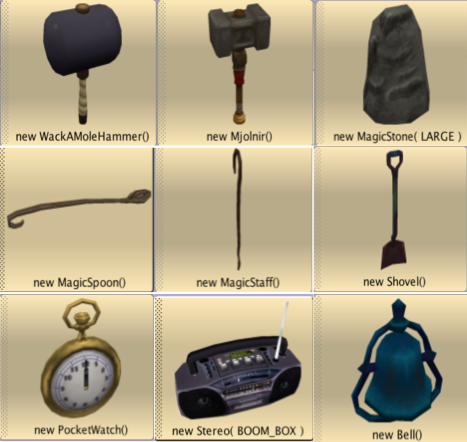 new WackAMoleHammer()
new Mjolnir()
new MagicStone( LARGE )
new MagicSpoon()
new MagicStaff()
new Shovel()
new PocketWatch()
new Stereo( BOOM_BOX )
new Bell()